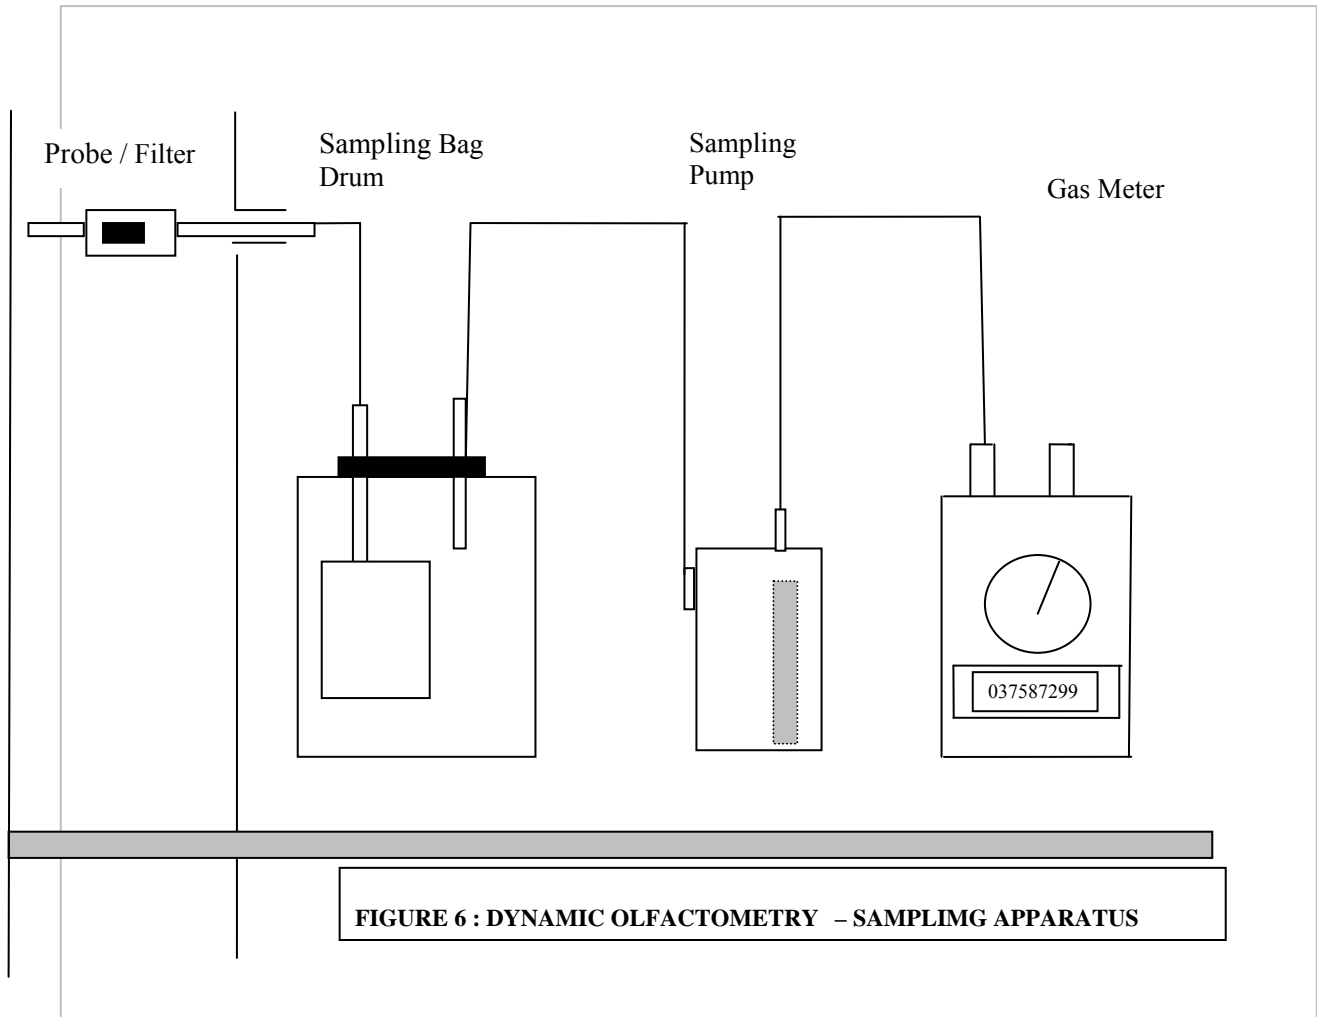 Probe / Filter
Sampling Bag
Drum
Sampling
Pump
Gas Meter
037587299
FIGURE 6 : DYNAMIC OLFACTOMETRY – SAMPLIMG APPARATUS